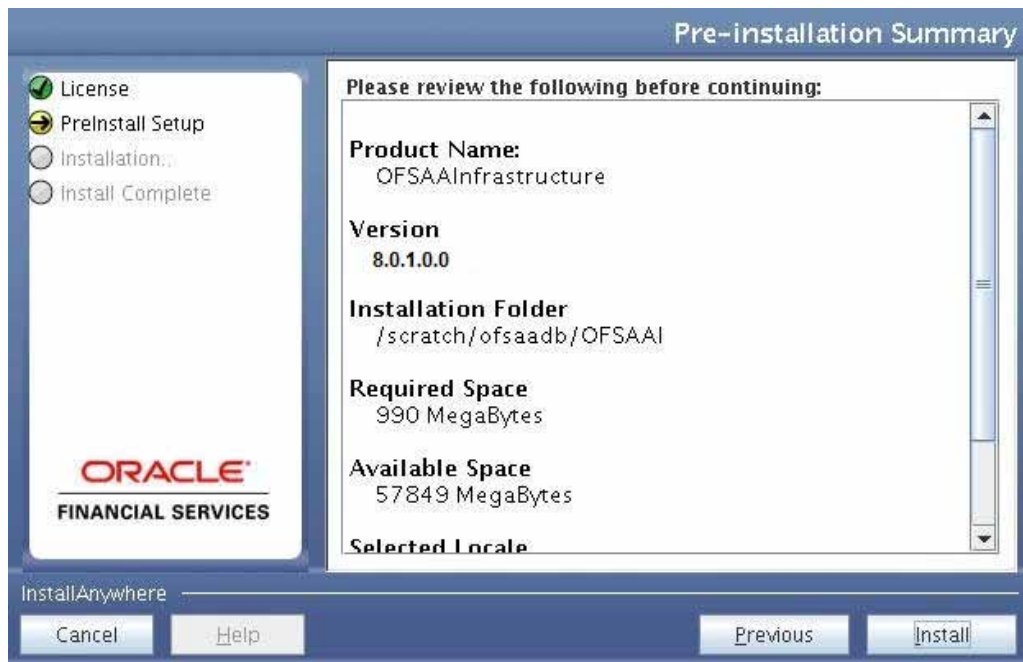 Pre-installation Summary
License
PreInstall Setup
Installation..
Install Complete
ORACLE
FINANCIAL SERVICES
Please review the following before continuing:
Product Name:
OFSAAInfrastructure
Version
8.0.1.0.0
Installation Folder
/scratch/ofsaadb/OFSAAI
Required Space
990 MegaBytes
Available Space
57849 MegaBytes
Selected Locale
InstallAnywhere
Cancel
Help
Previous
Install